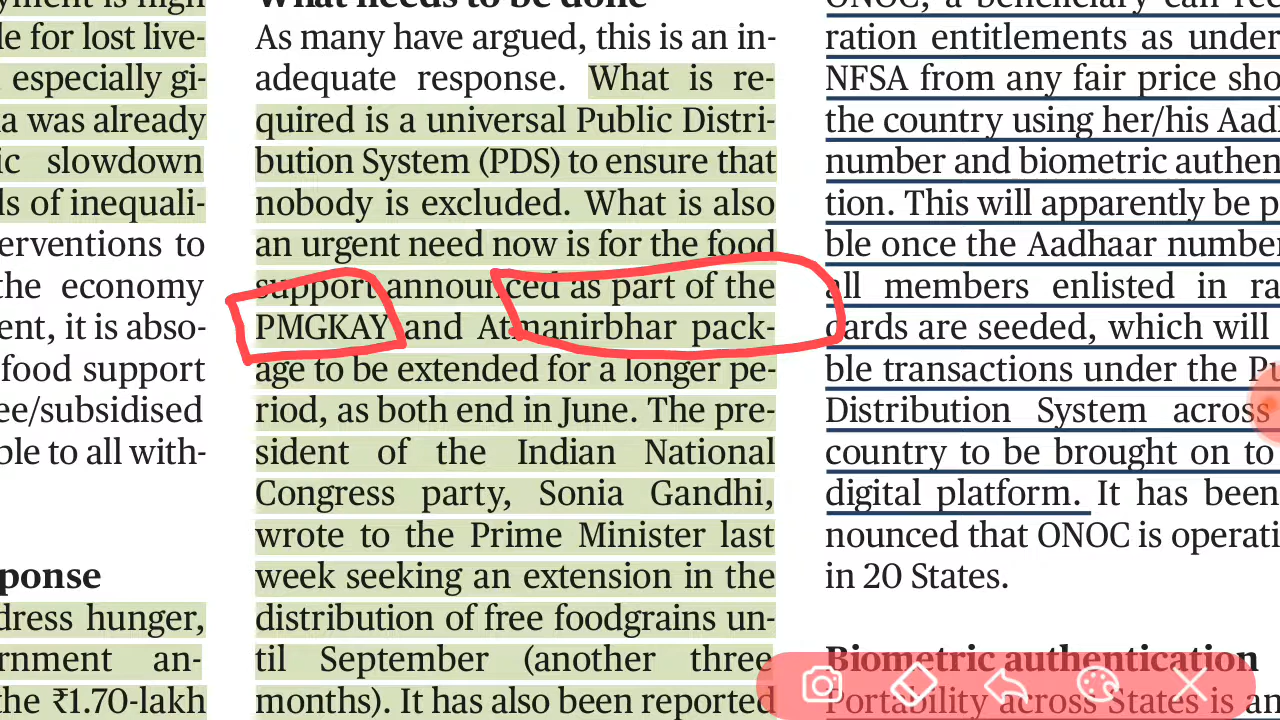 le for lost live-
especially gi-
a was already
ic slowdown
ls of inequali-
erventions to
the economy
ent, it is abso-
food support
ee/subsidised
ble to all with-
ponse
dress hunger,
rnment an-
the ₹1.70-lakh
What needs to be done
As many have argued, this is an in-
adequate response. What is re-
quired is a universal Public Distri-
bution System (PDS) to ensure that
nobody is excluded. What is also
an urgent need now is for the food
support announced as part of the
PMGKAY and Atmanirbhar pack-
age to be extended for a longer pe-
riod, as both end in June. The pre-
sident of the Indian National
Congress party, Sonia Gandhi,
wrote to the Prime Minister last
week seeking an extension in the
distribution of free foodgrains un-
til September (another three
months). It has also been reported
ONOC, a beneficiary can
ration entitlements as under
NFSA from any fair price sho
the country using her/his Aad
number and biometric authen
tion. This will apparently be p
ble once the Aadhaar number
all members enlisted in ra
cards are seeded, which will
ble transactions under the Pu
Distribution System across
country to be brought on to
digital platform. It has been
nounced that ONOC is operati
in 20 States.
Biometric authentication
Portability across States is an